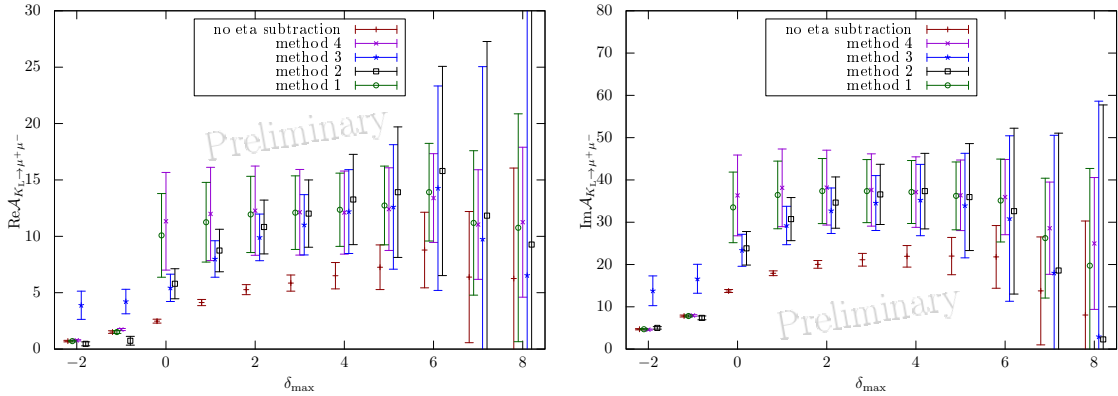 30
25
20
15
10
5
0
ReA_{K_L→μ+μ−}
no eta subtraction
method 4
method 3
method 2
method 1
Preliminary
−2 0 2 4 6 8
δmax
80
70
60
50
40
30
20
10
0
ImA_{K_L→μ+μ−}
no eta subtraction
method 4
method 3
method 2
method 1
Preliminary
−2 0 2 4 6 8
δmax